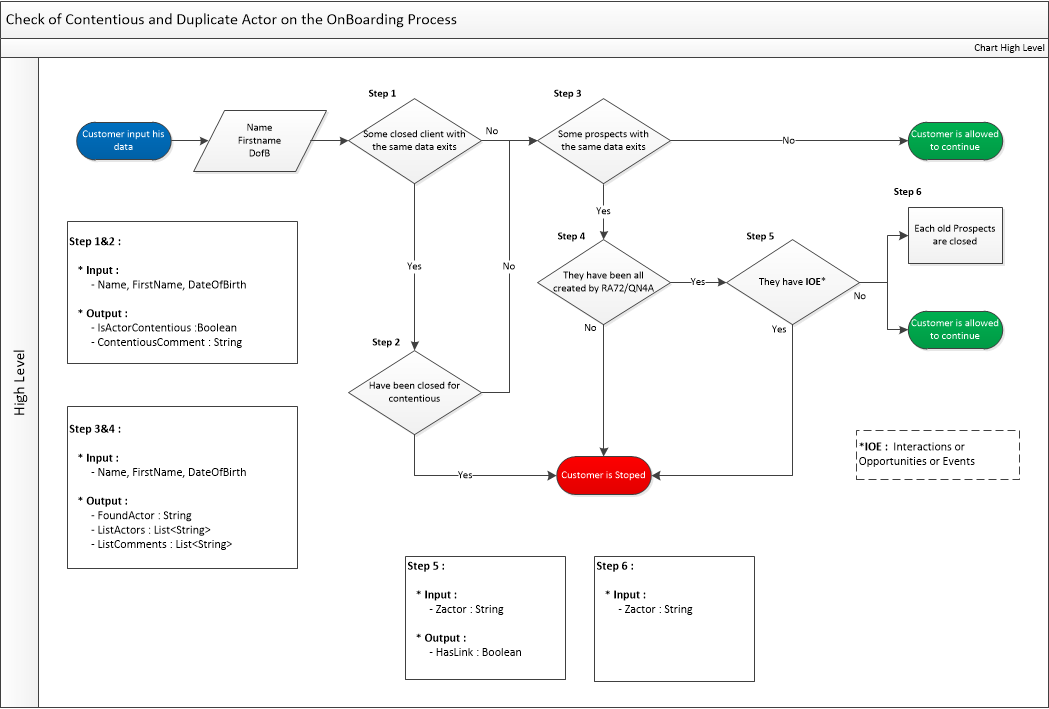 Check of Contentious and Duplicate Actor on the OnBoarding Process
Chart High Level
High Level
Customer input his
data
Name
Firstname
DofB
Step 1
Some closed client with
the same data exits
No
Step 3
Some prospects with
the same data exits
No
Customer is allowed
to continue
Yes
No
Yes
Step 4
They have been all
created by RA72/QN4A
Yes
No
Step 5
They have IOE*
No
Yes
Step 6
Each old Prospects
are closed
Customer is allowed
to continue
Step 2
Have been closed for
contentious
Yes
Customer is Stoped
*IOE : Interactions or
Opportunities or Events
Step 1&2 :
* Input :
- Name, FirstName, DateOfBirth
* Output :
- IsActorContentious :Boolean
- ContentiousComment : String
Step 3&4 :
* Input :
- Name, FirstName, DateOfBirth
* Output :
- FoundActor : String
- ListActors : List<String>
- ListComments : List<String>
Step 5 :
* Input :
- Zactor : String
* Output :
- HasLink : Boolean
Step 6 :
* Input :
- Zactor : String